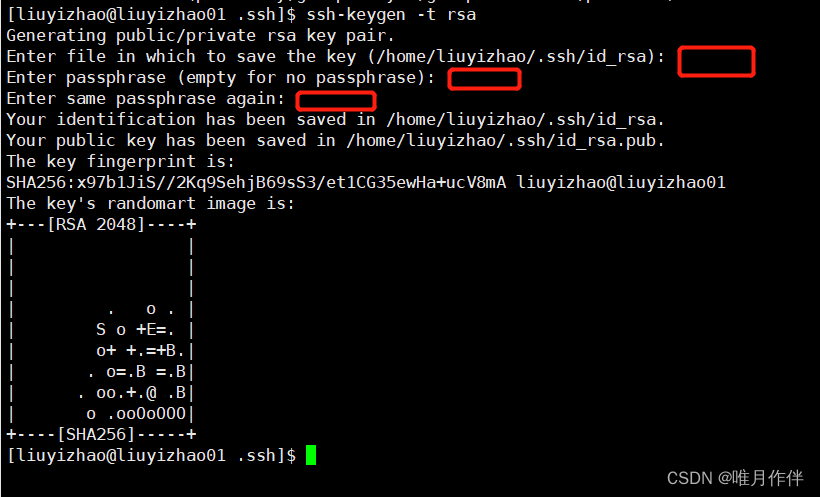 [liuyizhao@liuyizhao01 .ssh]$ ssh-keygen -t rsa
Generating public/private rsa key pair.
Enter file in which to save the key (/home/liuyizhao/.ssh/id_rsa):
Enter passphrase (empty for no passphrase):
Enter same passphrase again:
Your identification has been saved in /home/liuyizhao/.ssh/id_rsa.
Your public key has been saved in /home/liuyizhao/.ssh/id_rsa.pub.
The key fingerprint is:
SHA256:x97b1JiS//2Kq9SehjB69sS3/et1CG35ewHa+ucV8mA liuyizhao@liuyizhao01
The key's randomart image is:
+---[RSA 2048]----+
|                 |
|                 |
|                 |
|         .   o . |
|        S o +E=. |
|        o+ +.=+B.|
|       . o=.B =.B|
|      . oo.+.@ .B|
|       o .ooOoOOO|
+----[SHA256]-----+
[liuyizhao@liuyizhao01 .ssh]$
CSDN @唯月作伴